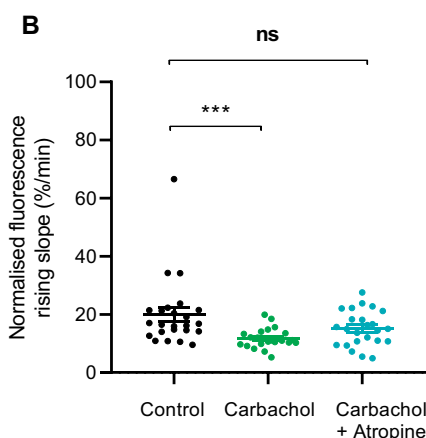 B
ns
***
Normalised fluorescence
rising slope (%/min)
100
80
60
40
20
0
Control
Carbachol
Carbachol
+ Atropine